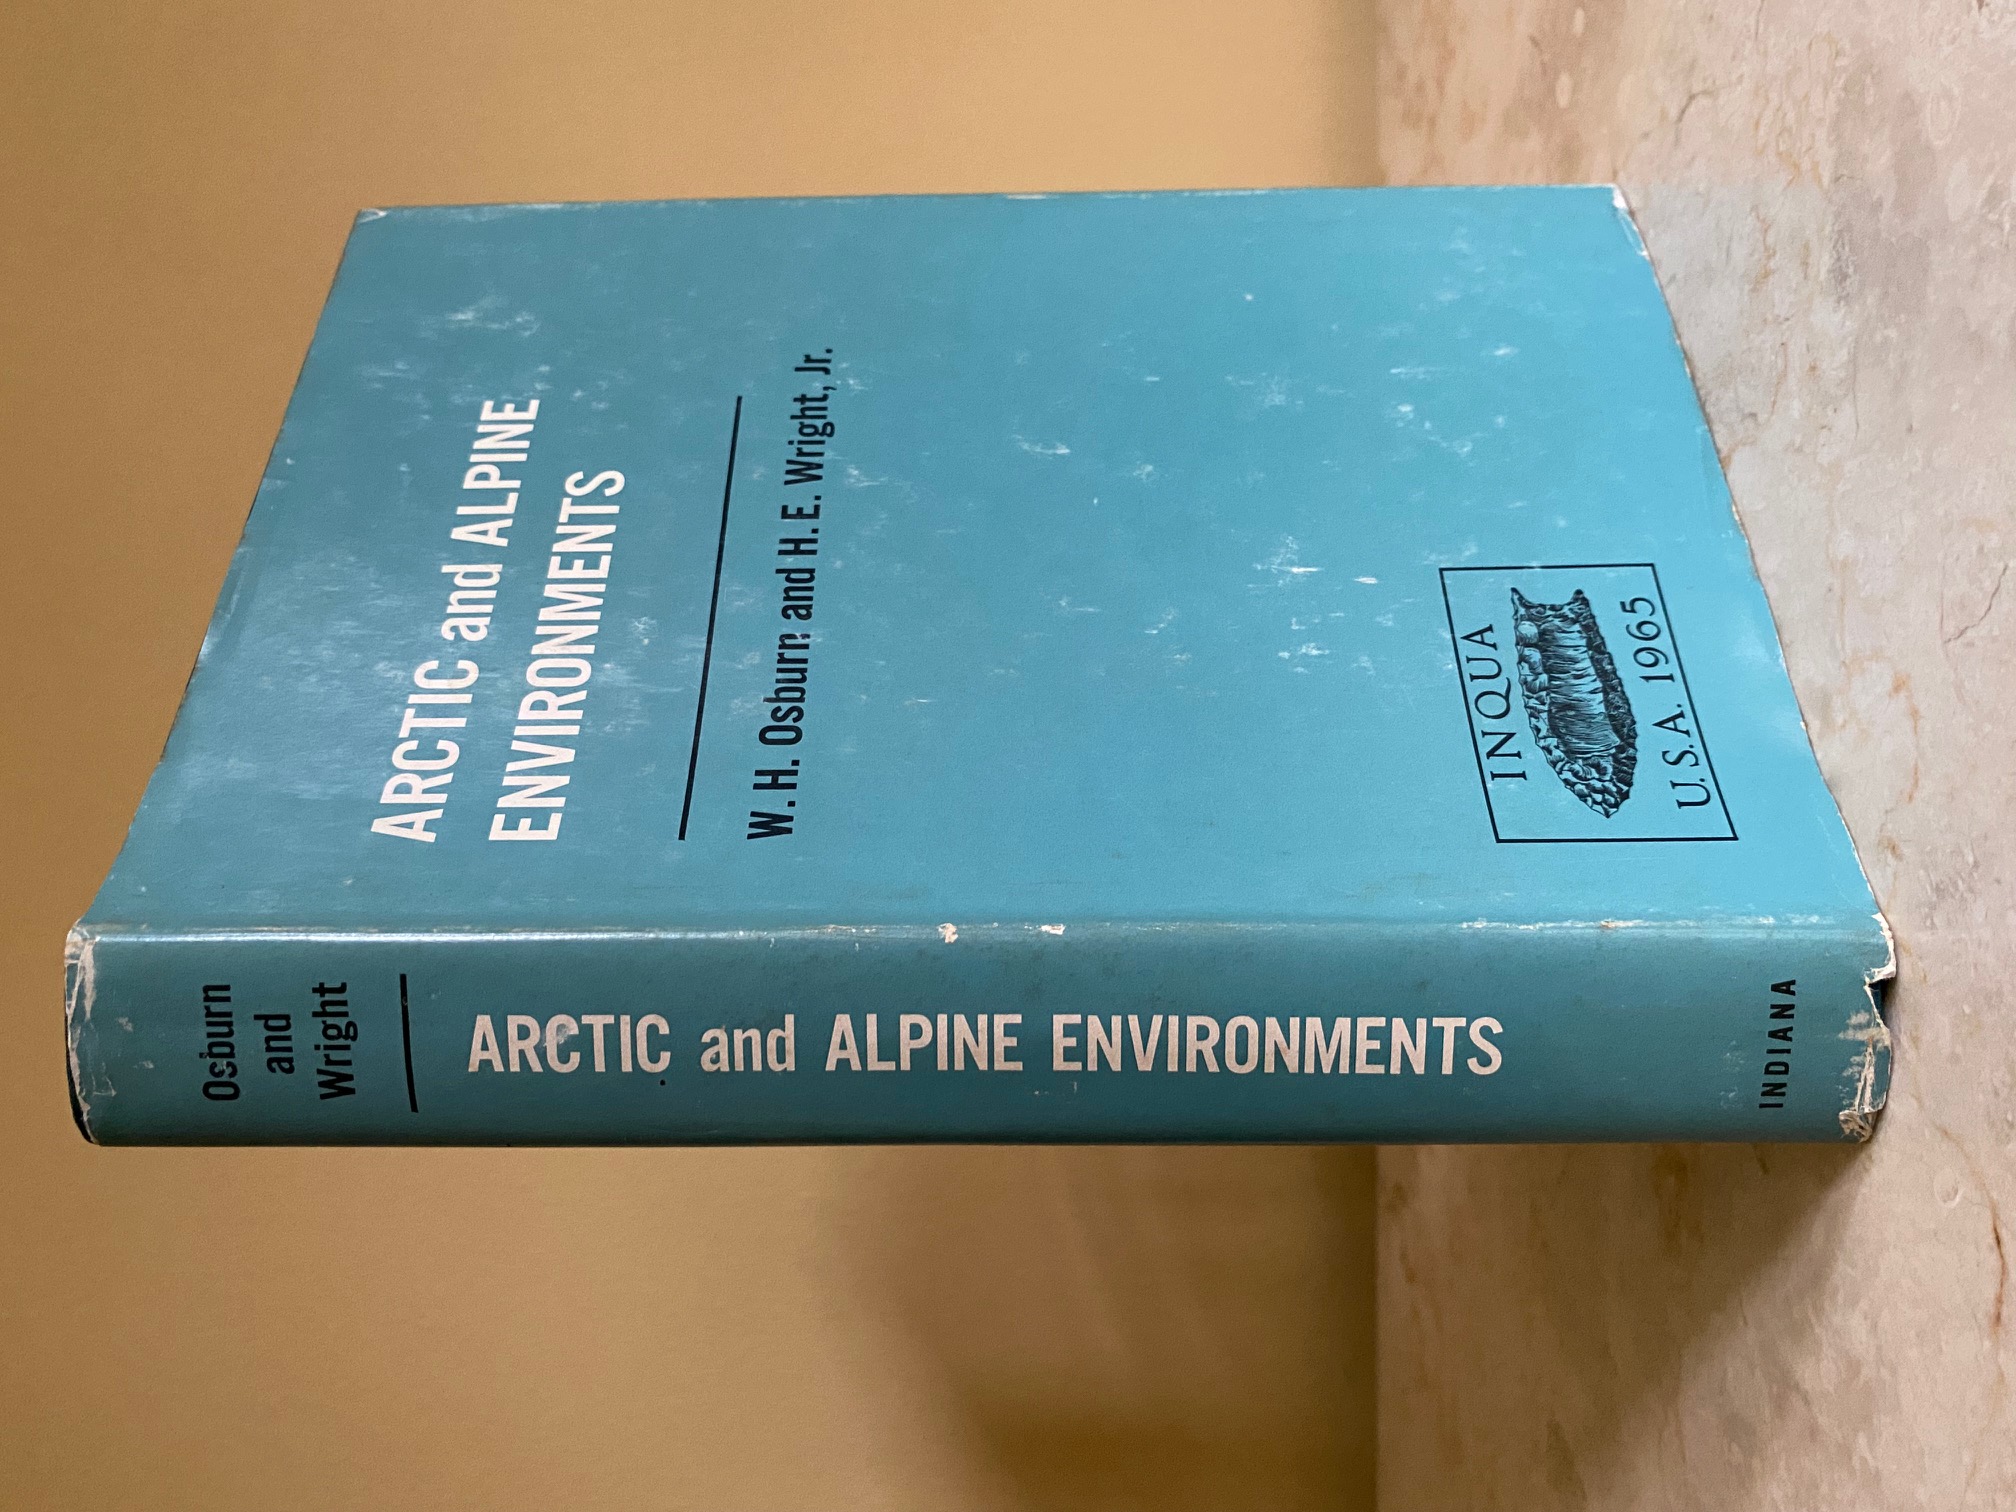 Osburn
and
Wright
ARCTIC and ALPINE ENVIRONMENTS
INDIANA
ARCTIC and ALPINE
ENVIRONMENTS
W. H. Osburn and H. E. Wright, Jr.
INQUA
U.S.A. 1965